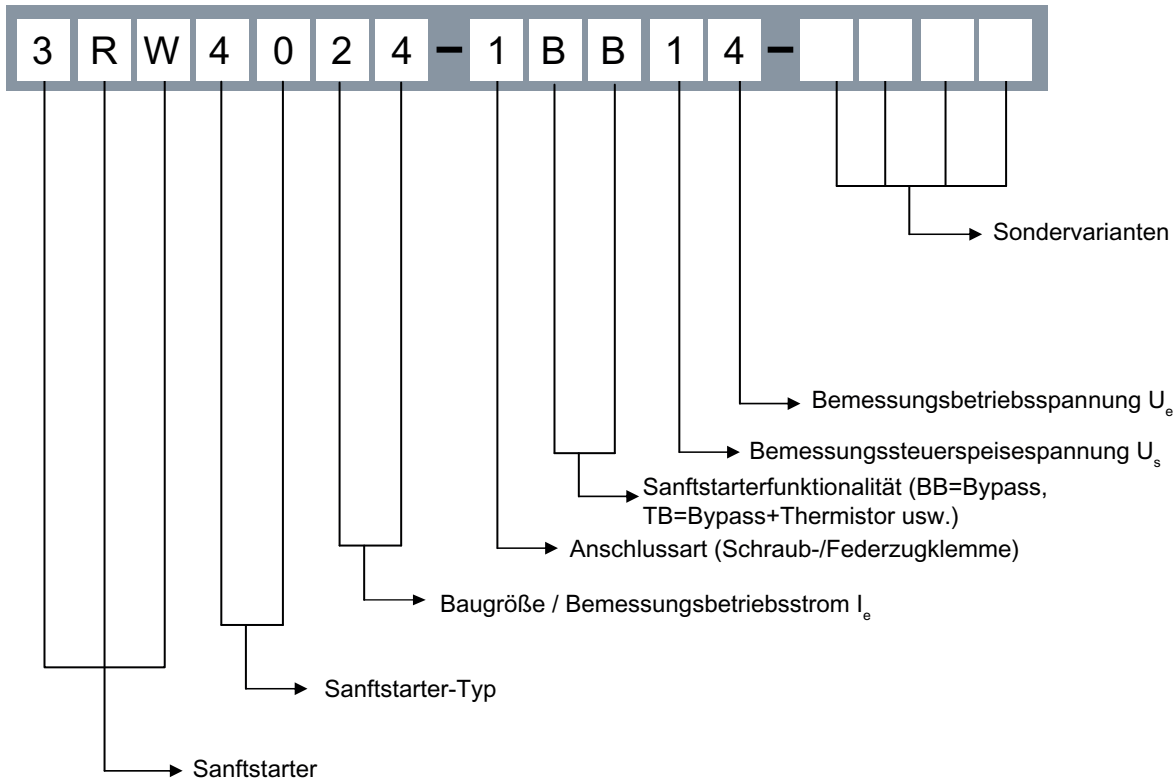 3 R W 4 0 2 4 - 1 B B 1 4 -
Sondervarianten
Bemessungsbetriebsspannung Ue
Bemessungssteuerspeisespannung Us
Sanftstarterfunktionalität (BB=Bypass,
TB=Bypass+Thermistor usw.)
Anschlussart (Schraub-/Federzugklemme)
Baugröße / Bemessungsbetriebsstrom Ie
Sanftstarter-Typ
Sanftstarter